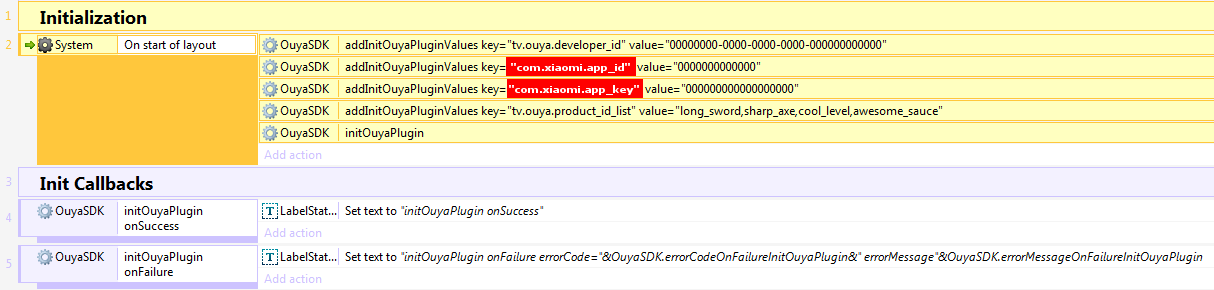 1 Initialization
2 System On start of layout OuyaSDK addInitOuyaPluginValues key="tv.ouya.developer_id" value="00000000-0000-0000-0000-000000000000"
OuyaSDK addInitOuyaPluginValues key="com.xiaomi.app_id" value="0000000000000"
OuyaSDK addInitOuyaPluginValues key="com.xiaomi.app_key" value="000000000000000000"
OuyaSDK addInitOuyaPluginValues key="tv.ouya.product_id_list" value="long_sword,sharp_axe,cool_level,awesome_sauce"
OuyaSDK initOuyaPlugin
Add action
3 Init Callbacks
4 OuyaSDK initOuyaPlugin onSuccess T LabelStat... Set text to "initOuyaPlugin onSuccess"
Add action
5 OuyaSDK initOuyaPlugin onFailure T LabelStat... Set text to "initOuyaPlugin onFailure errorCode="&OuyaSDK.errorCodeOnFailureInitOuyaPlugin&" errorMessage"&OuyaSDK.errorMessageOnFailureInitOuyaPlugin
Add action